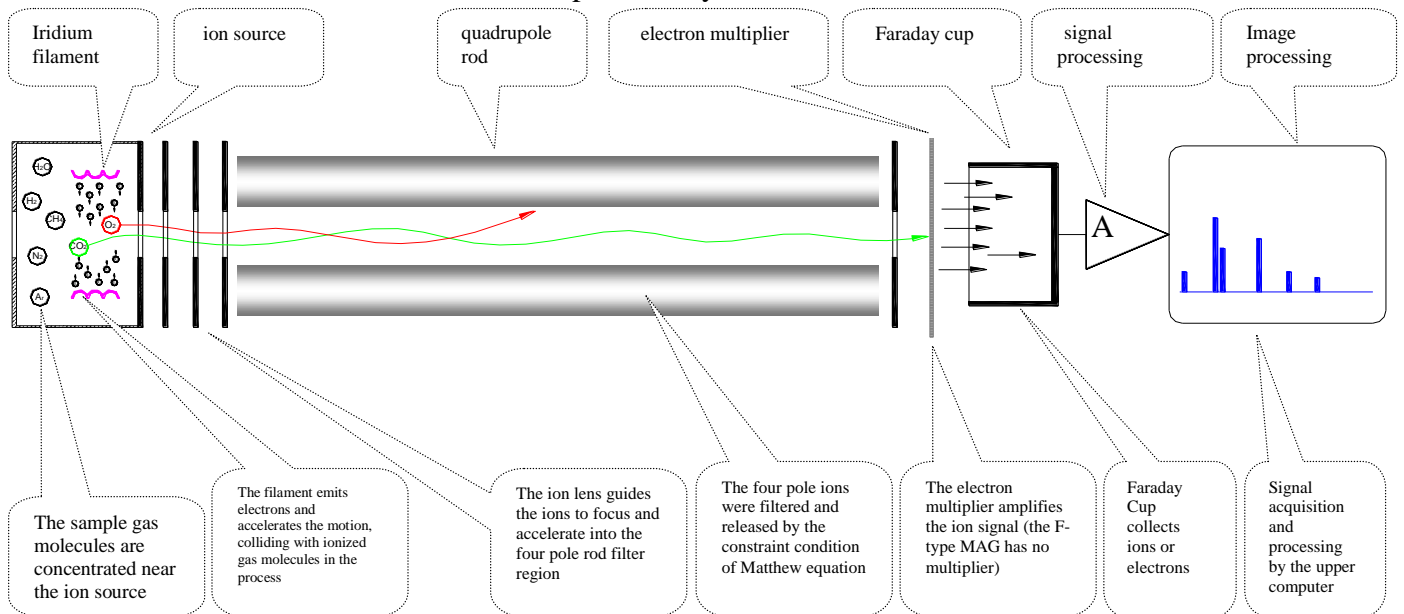 Iridium
filament
ion source
quadrupole
rod
electron multiplier
Faraday cup
signal
processing
Image
processing
H₂O
H₂
CH4
O₂
CO₂
N₂
A
The sample gas
molecules are
concentrated near
the ion source
The filament emits
electrons and
accelerates the motion,
colliding with ionized
gas molecules in the
process
The ion lens guides
the ions to focus and
accelerate into the
four pole rod filter
region
The four pole ions
were filtered and
released by the
constraint condition
of Matthew equation
The electron
multiplier amplifies
the ion signal (the F-
type MAG has no
multiplier)
Faraday
Cup
collects
ions or
electrons
Signal
acquisition
and
processing
by the upper
computer